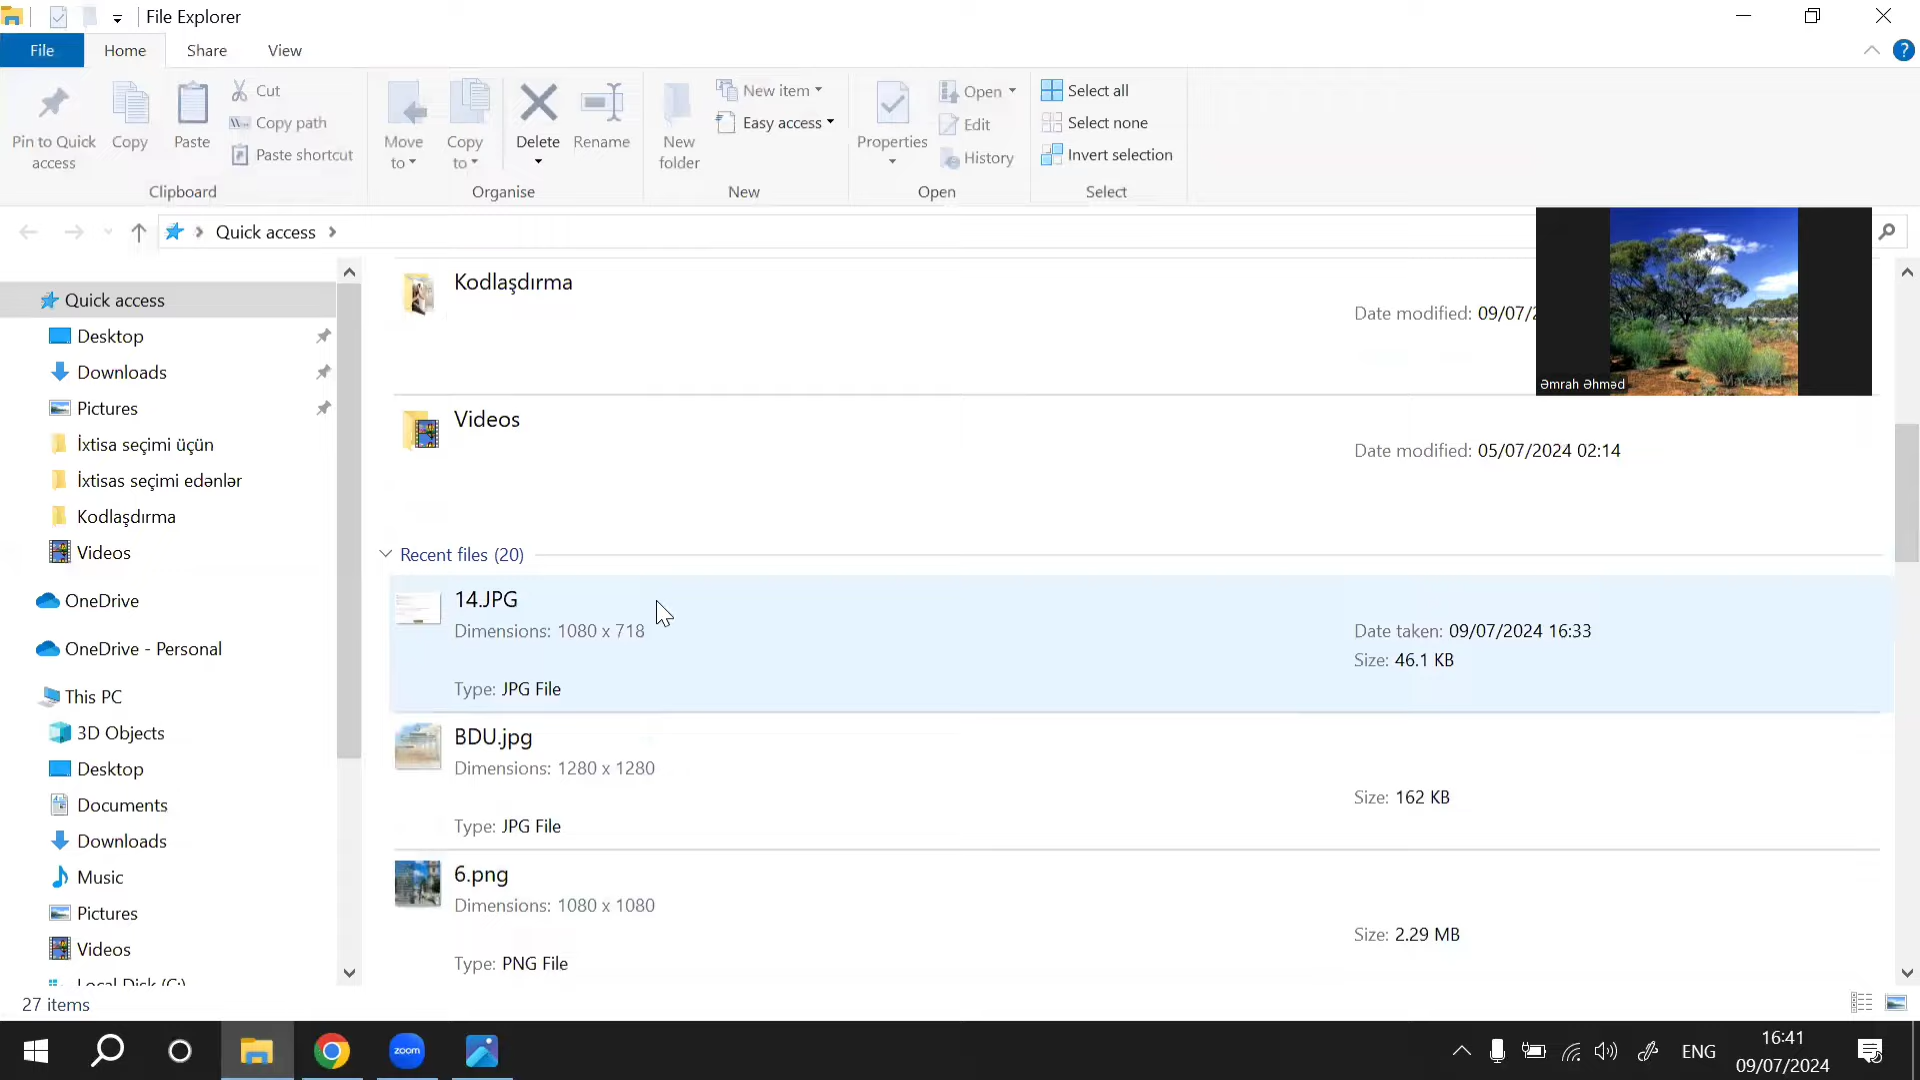 File Explorer
File
Home
Share
View
Pin to Quick
access
Copy
Paste
Cut
Copy path
Paste shortcut
Clipboard
Move
to
Copy
to
Delete
Rename
Organise
New
folder
New item
Easy access
New
Properties
Open
Edit
History
Open
Select all
Select none
Invert selection
Select
Quick access
Quick access
Desktop
Downloads
Pictures
İxtisa seçimi üçün
İxtisas seçimi edənlər
Kodlaşdırma
Videos
OneDrive
OneDrive - Personal
This PC
3D Objects
Desktop
Documents
Downloads
Music
Pictures
Videos
Local Disk (C:)
Kodlaşdırma
Date modified: 09/07/2
Əmrah Əhməd
Videos
Date modified: 05/07/2024 02:14
Recent files (20)
14.JPG
Dimensions: 1080 x 718
Date taken: 09/07/2024 16:33
Size: 46.1 KB
Type: JPG File
BDU.jpg
Dimensions: 1280 x 1280
Size: 162 KB
Type: JPG File
6.png
Dimensions: 1080 x 1080
Size: 2.29 MB
Type: PNG File
27 items
zoom
ENG
16:41
09/07/2024